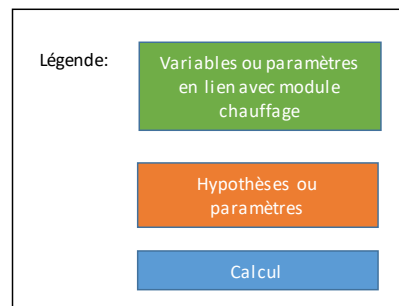 Légende:
Variables ou paramètres
en lien avec module
chauffage
Hypothèses ou
paramètres
Calcul